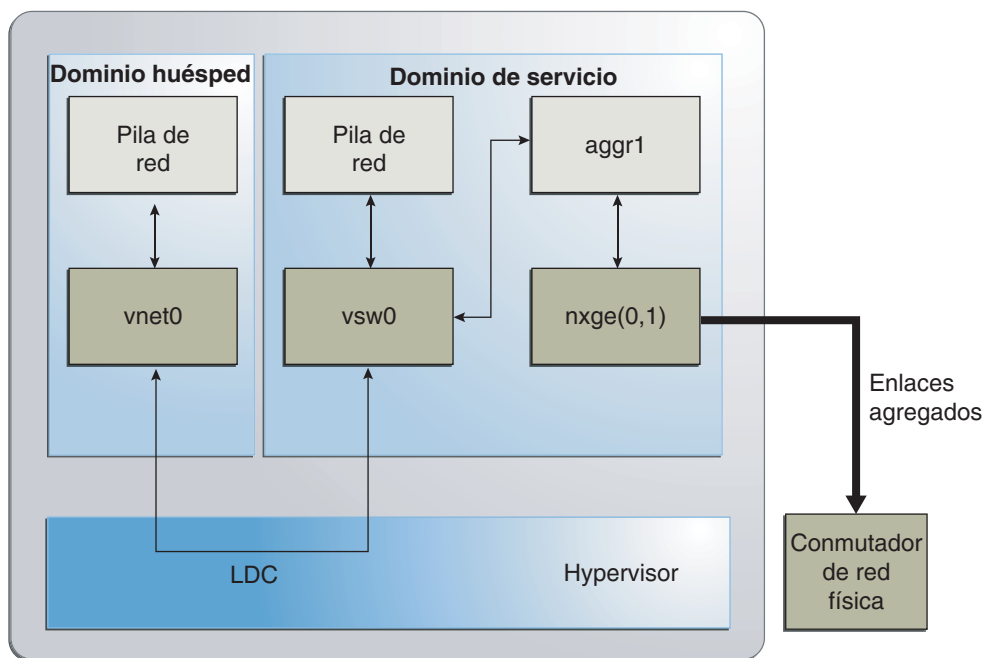 Dominio huésped
Dominio de servicio
Pila de
red
Pila de
red
aggr1
vnet0
vsw0
nxge(0,1)
Enlaces
agregados
LDC
Hypervisor
Conmutador
de red
física